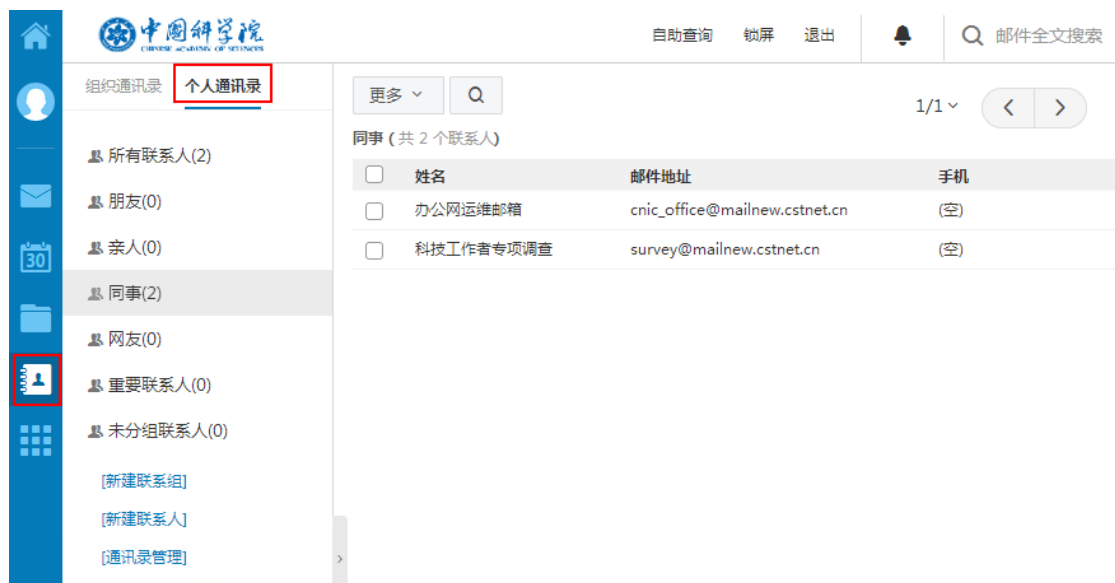 中国科学院
CHINESE ACADEMY OF SCIENCES
自助查询 锁屏 退出
邮件全文搜索
组织通讯录 个人通讯录
更多
1/1
同事 (共 2 个联系人)
所有联系人(2)
朋友(0)
亲人(0)
同事(2)
网友(0)
重要联系人(0)
未分组联系人(0)
[新建联系组]
[新建联系人]
[通讯录管理]
姓名 邮件地址 手机
办公网运维邮箱 cnic_office@mailnew.cstnet.cn (空)
科技工作者专项调查 survey@mailnew.cstnet.cn (空)
30